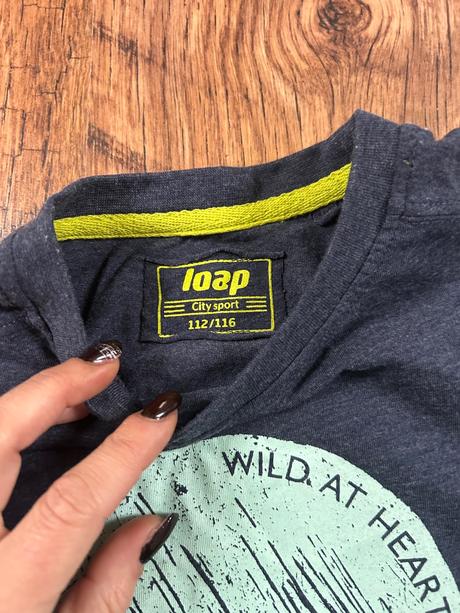 loap
City sport
112/116
WILD AT HEART